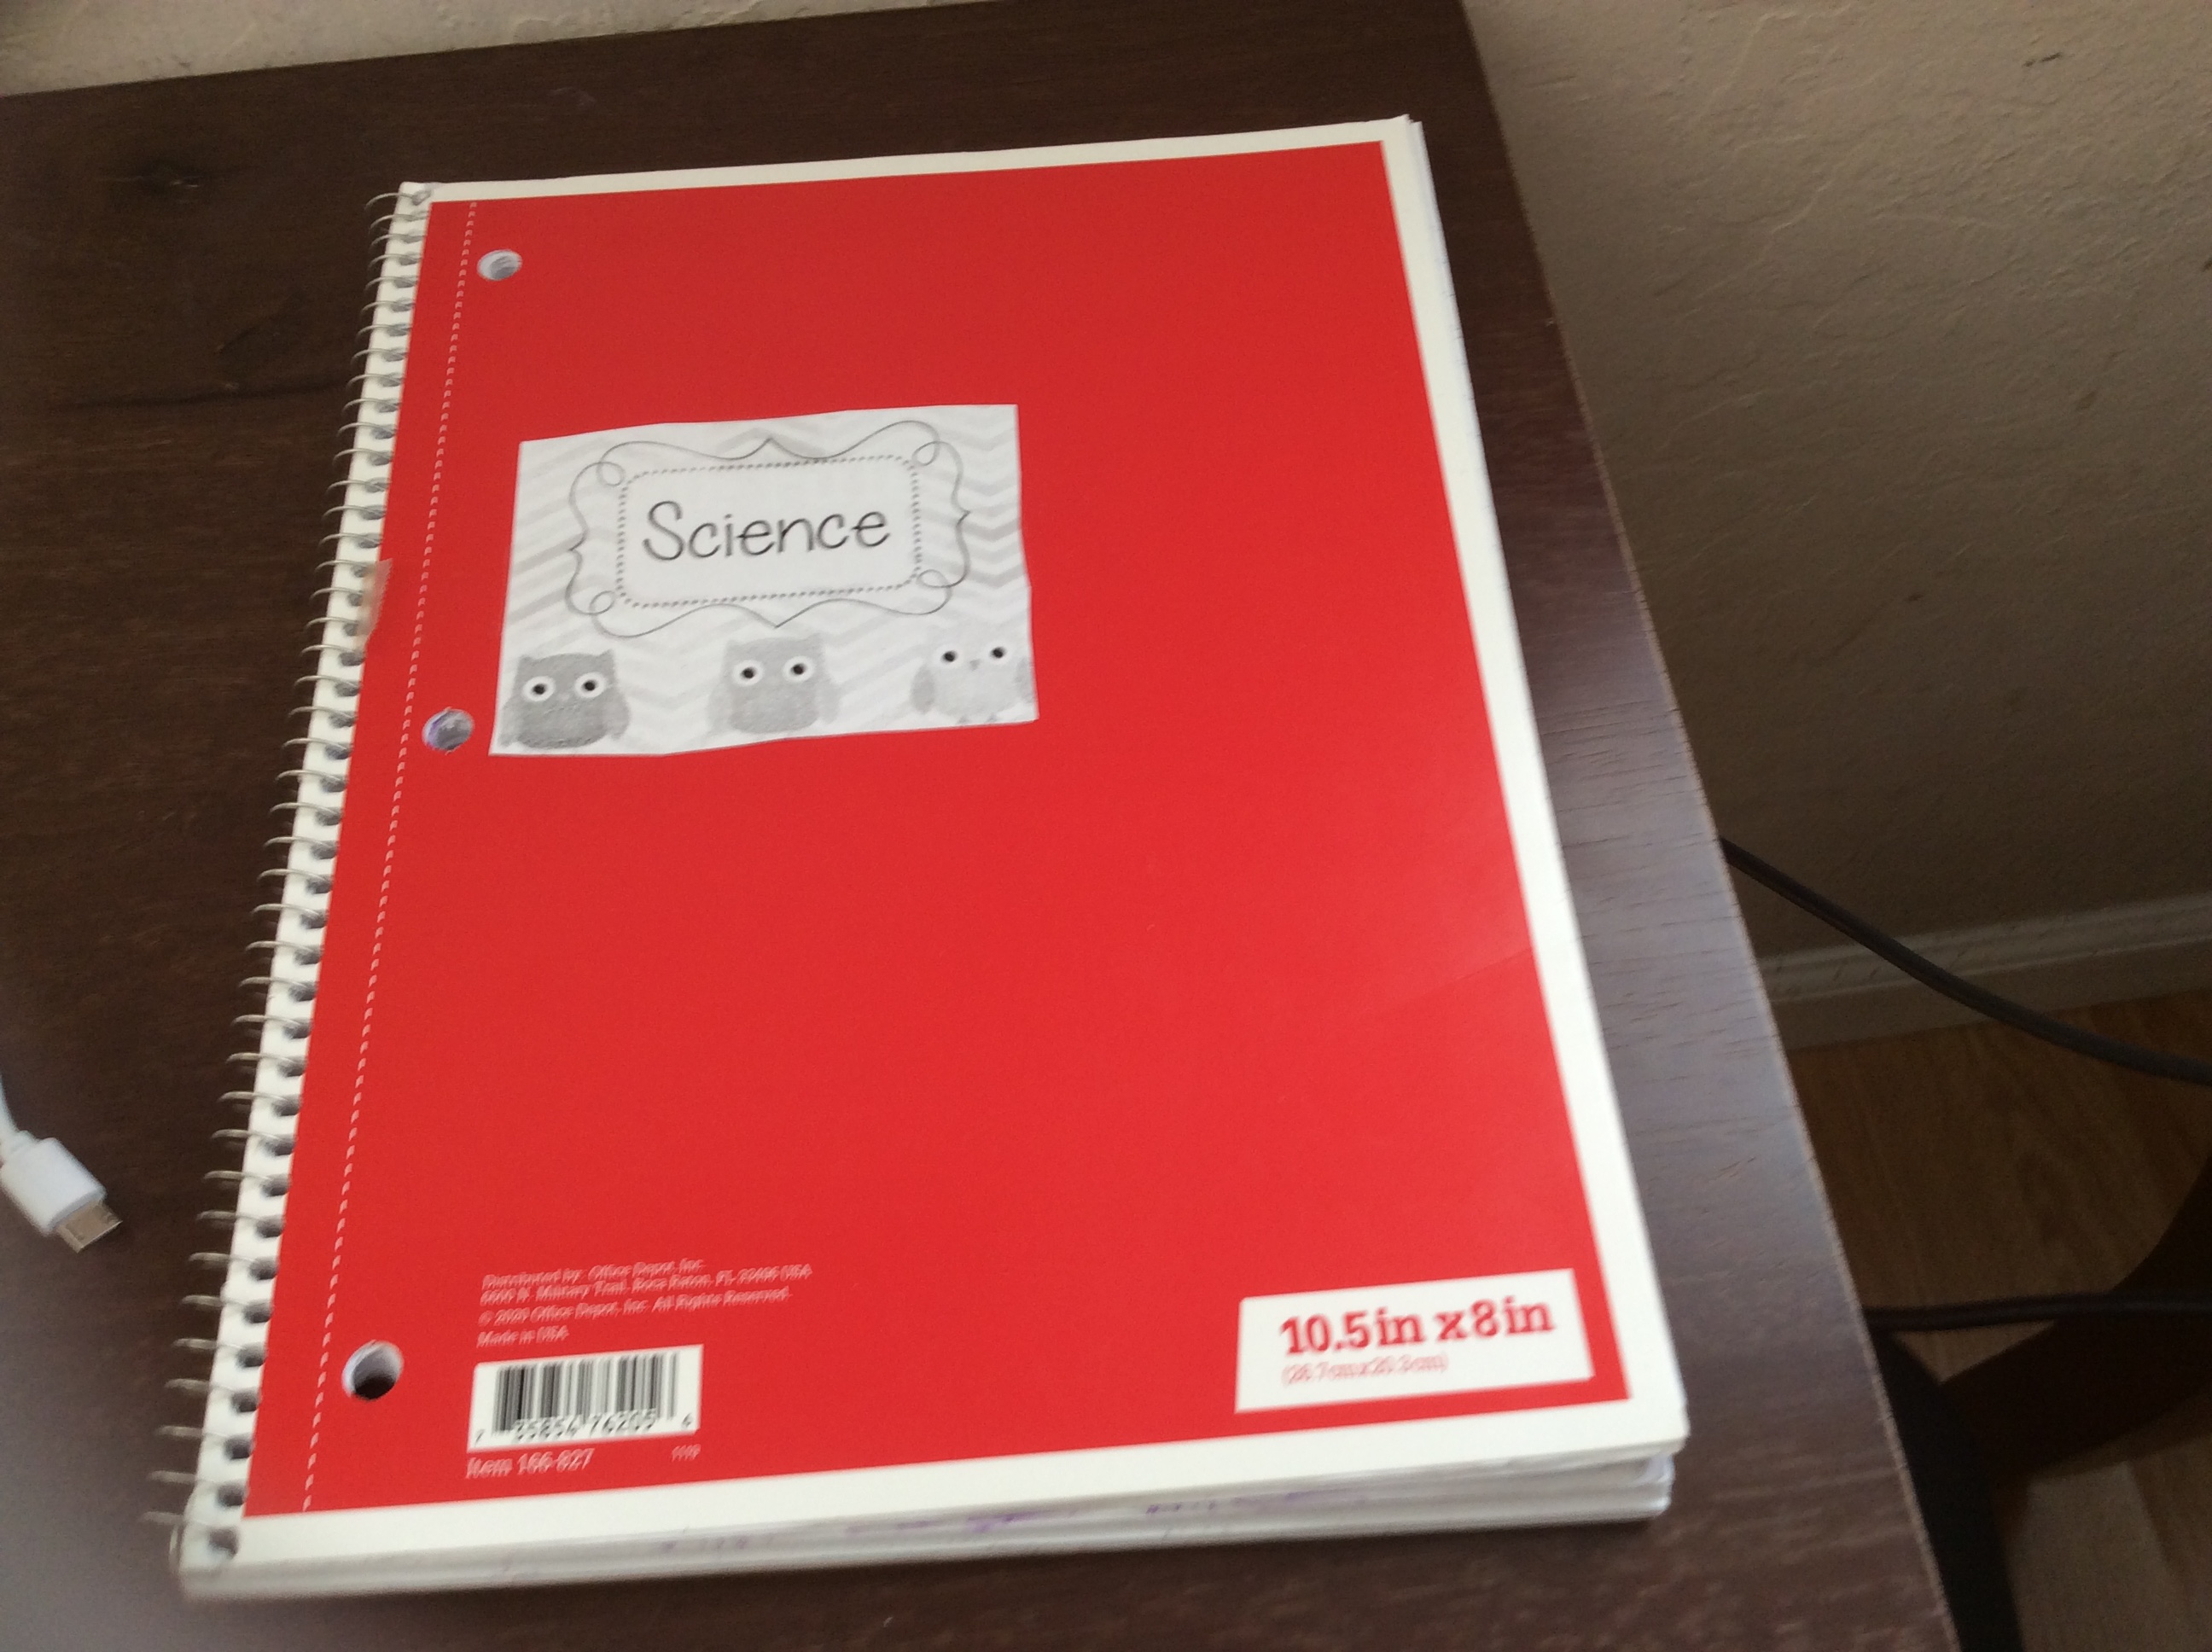 Science
Distributed by: Office Depot, Inc.
6600 N. Military Trail, Boca Raton, FL 33496 USA
© 2020 Office Depot, Inc. All Rights Reserved.
Made in USA
7 35854 76205 6
Item 166-827
10.5in x 8in
(26.7cm x 20.3cm)